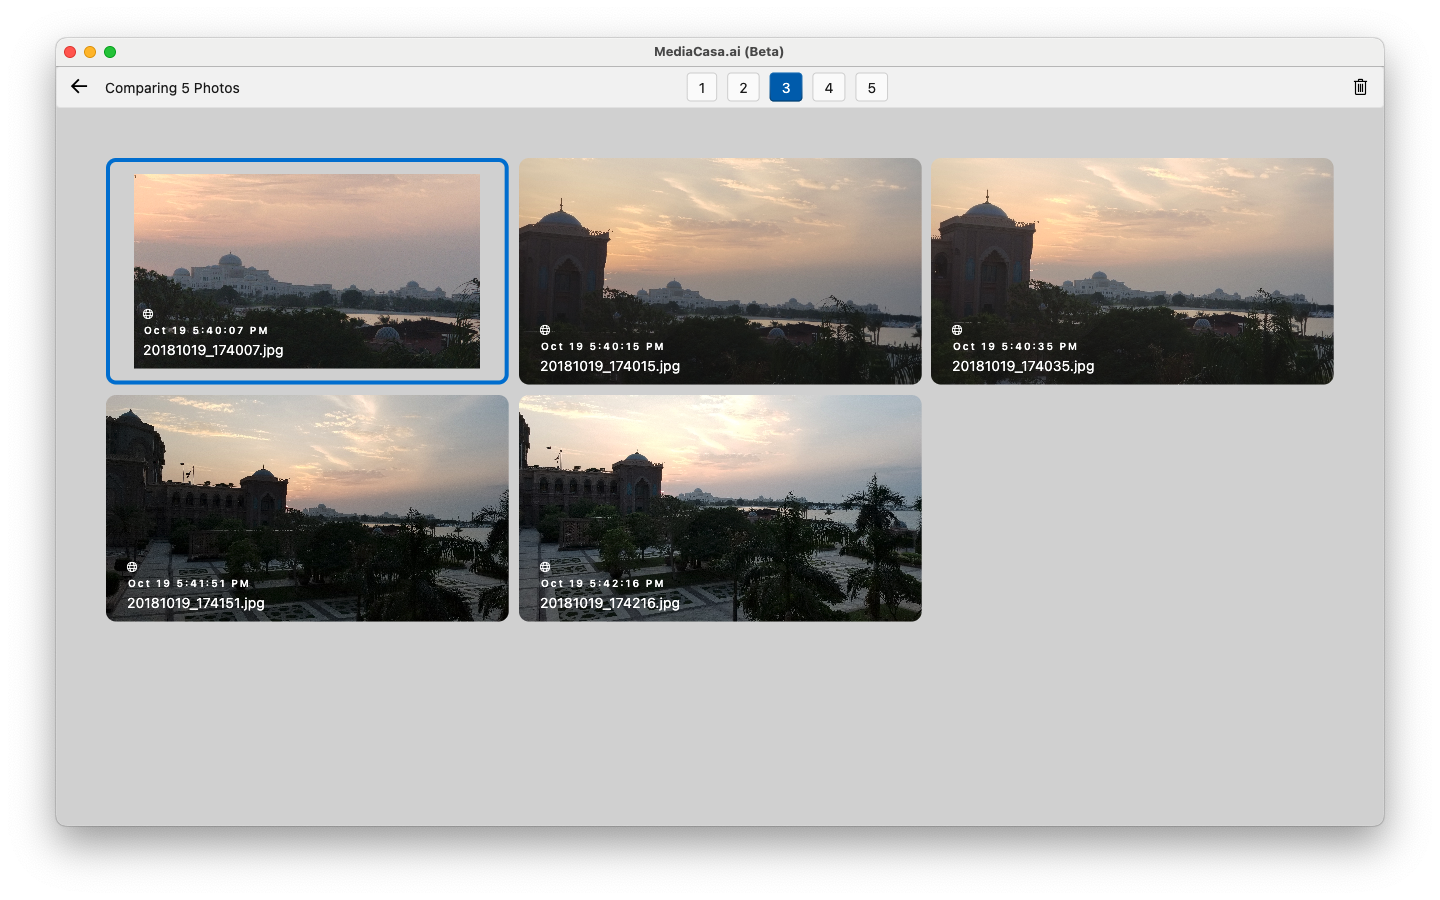 MediaCasa.ai (Beta)
Comparing 5 Photos
1
2
3
4
5
Oct 19 5:40:07 PM
20181019_174007.jpg
Oct 19 5:40:15 PM
20181019_174015.jpg
Oct 19 5:40:35 PM
20181019_174035.jpg
Oct 19 5:41:51 PM
20181019_174151.jpg
Oct 19 5:42:16 PM
20181019_174216.jpg